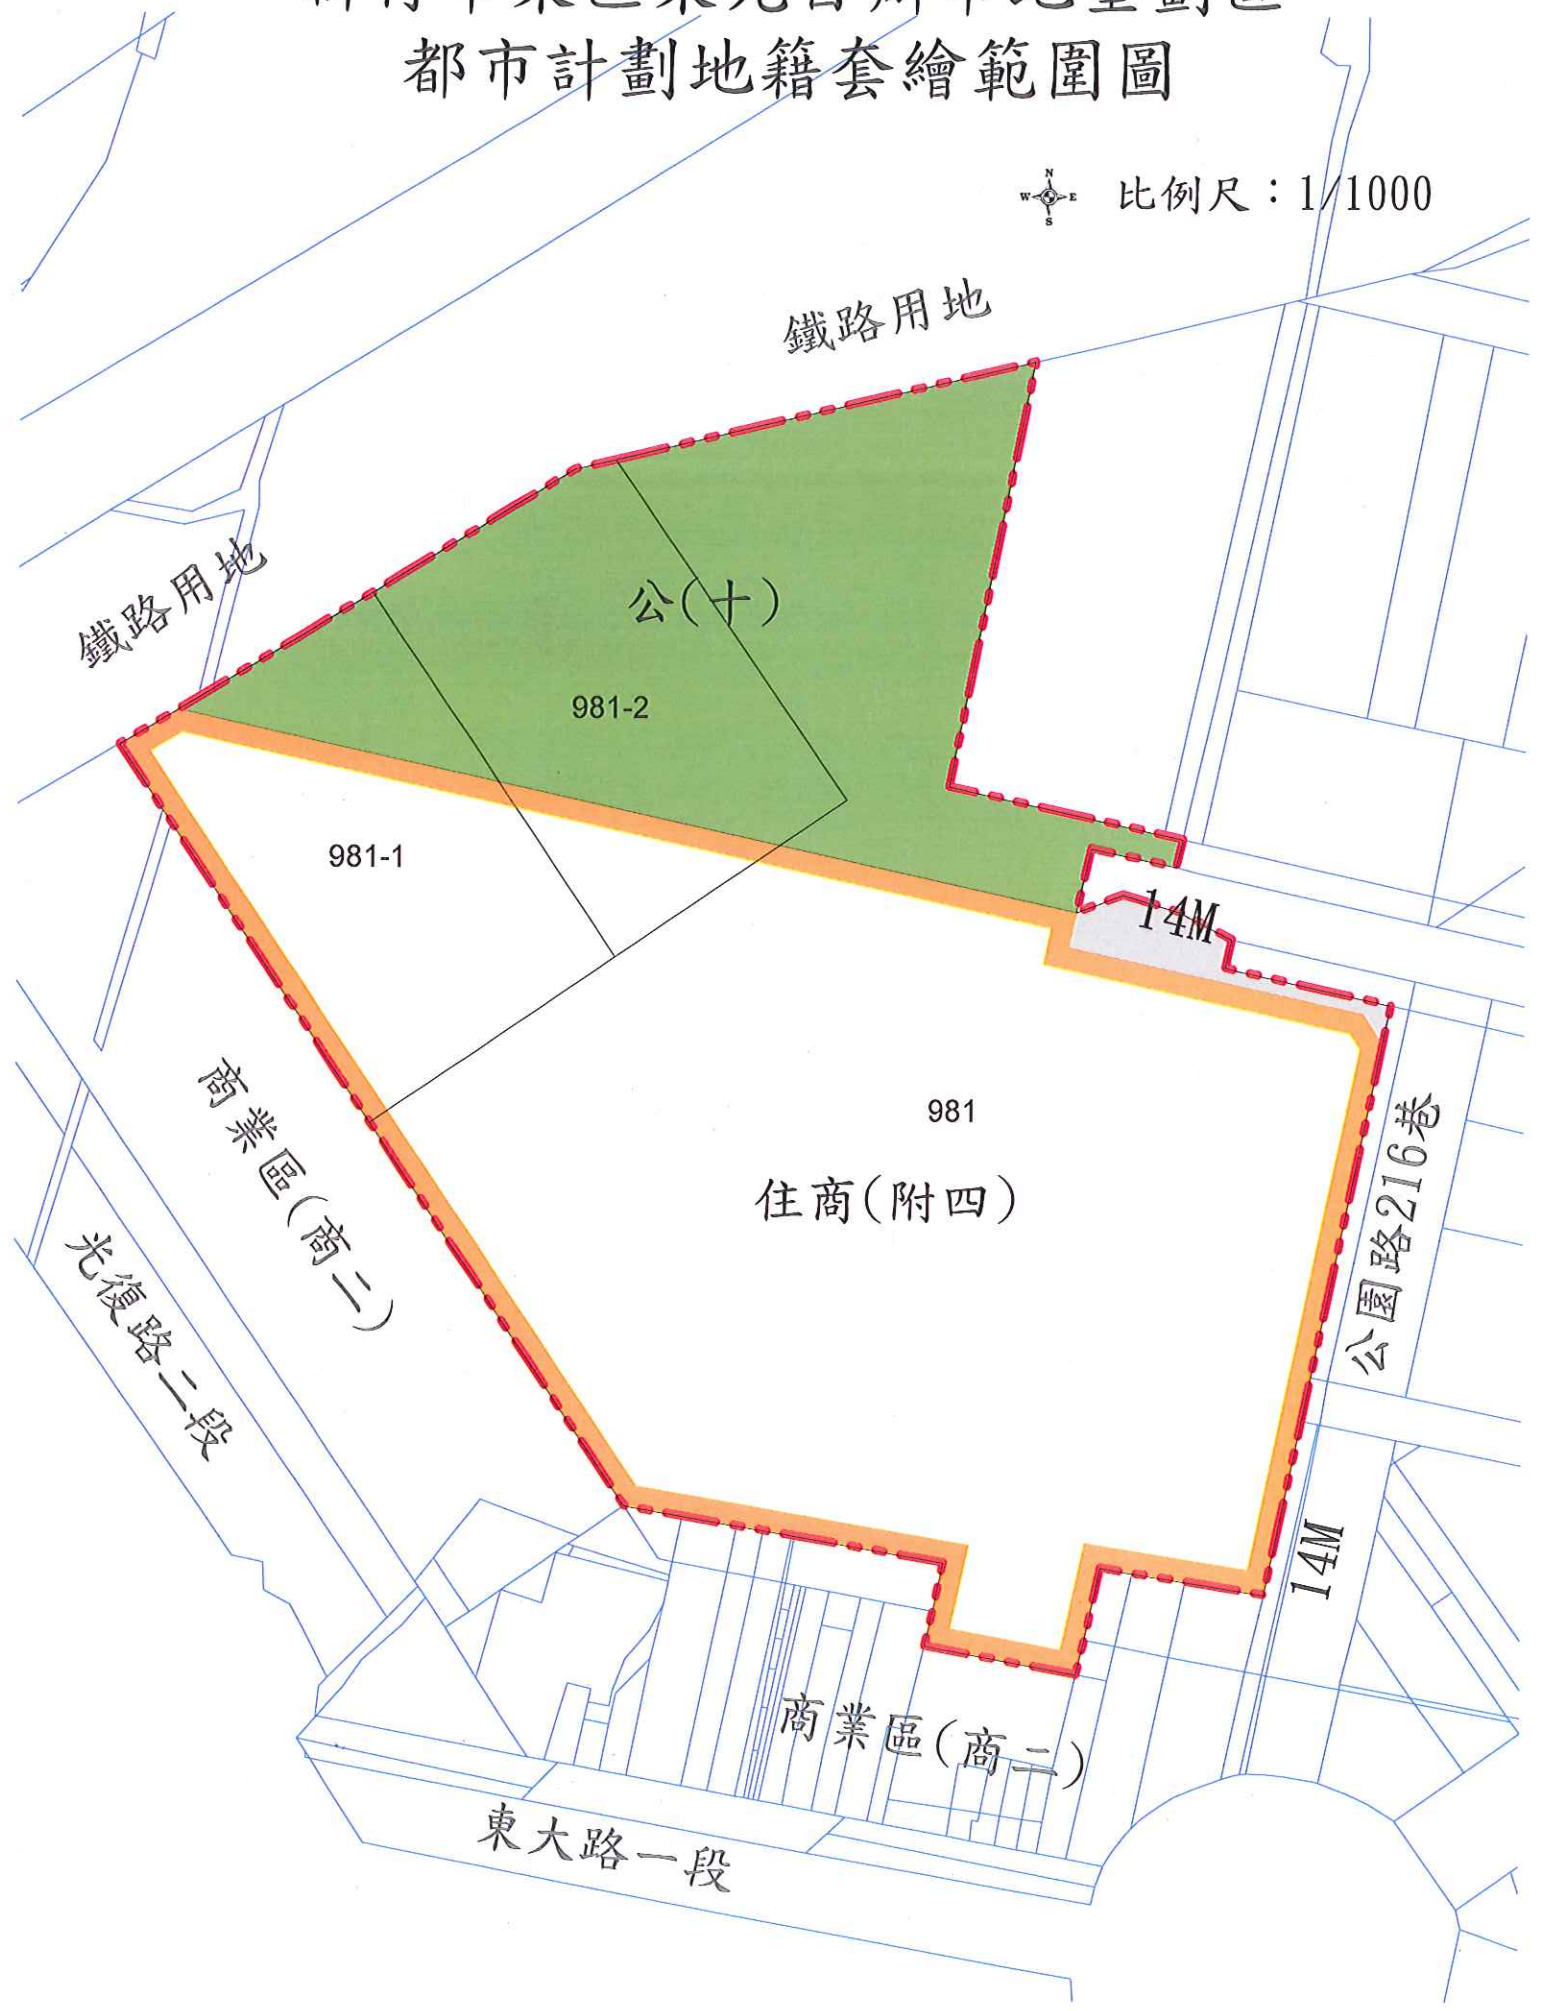 都市計劃地籍套繪範圍圖
N
W E
S
比例尺：1/1000
鐵路用地
鐵路用地
公(十)
981-2
981-1
14M
981
住商(附四)
商業區(商二)
公園路216巷
光復路二段
14M
商業區(商二)
東大路一段